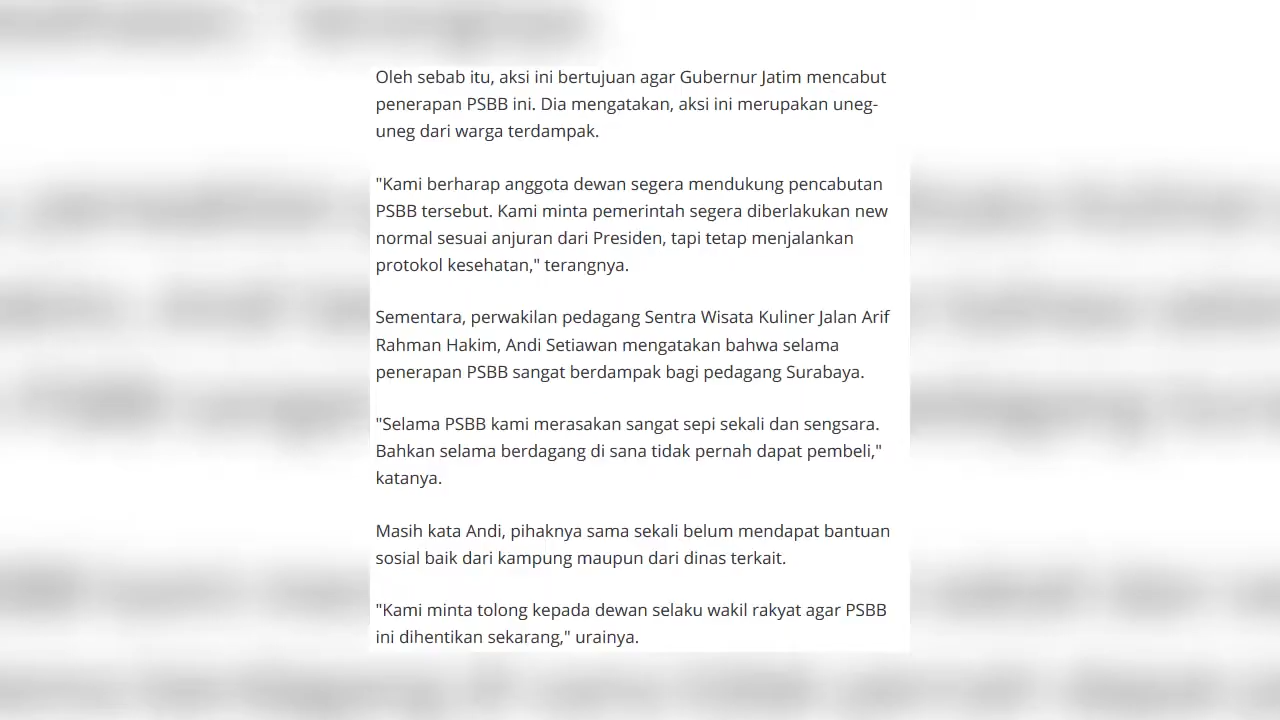 Oleh sebab itu, aksi ini bertujuan agar Gubernur Jatim mencabut
penerapan PSBB ini. Dia mengatakan, aksi ini merupakan uneg-
uneg dari warga terdampak.
"Kami berharap anggota dewan segera mendukung pencabutan
PSBB tersebut. Kami minta pemerintah segera diberlakukan new
normal sesuai anjuran dari Presiden, tapi tetap menjalankan
protokol kesehatan," terangnya.
Sementara, perwakilan pedagang Sentra Wisata Kuliner Jalan Arif
Rahman Hakim, Andi Setiawan mengatakan bahwa selama
penerapan PSBB sangat berdampak bagi pedagang Surabaya.
"Selama PSBB kami merasakan sangat sepi sekali dan sengsara.
Bahkan selama berdagang di sana tidak pernah dapat pembeli,"
katanya.
Masih kata Andi, pihaknya sama sekali belum mendapat bantuan
sosial baik dari kampung maupun dari dinas terkait.
"Kami minta tolong kepada dewan selaku wakil rakyat agar PSBB
ini dihentikan sekarang," urainya.